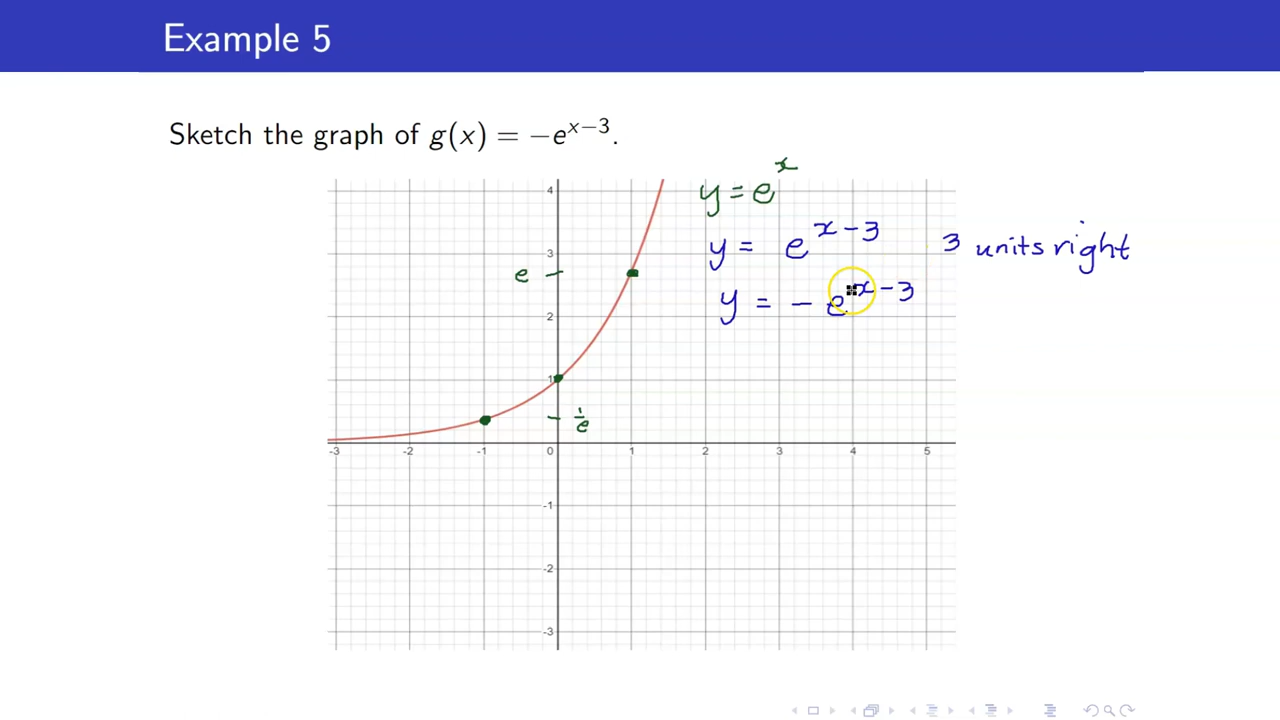 Example 5
Sketch the graph of g(x) = −e^{x−3}.
y = e^x
y = e^{x−3} 3 units right
y = − e^{x−3}
4
3
e
2
1
1/e
-3 -2 -1 0 1 2 3 4 5
-1
-2
-3